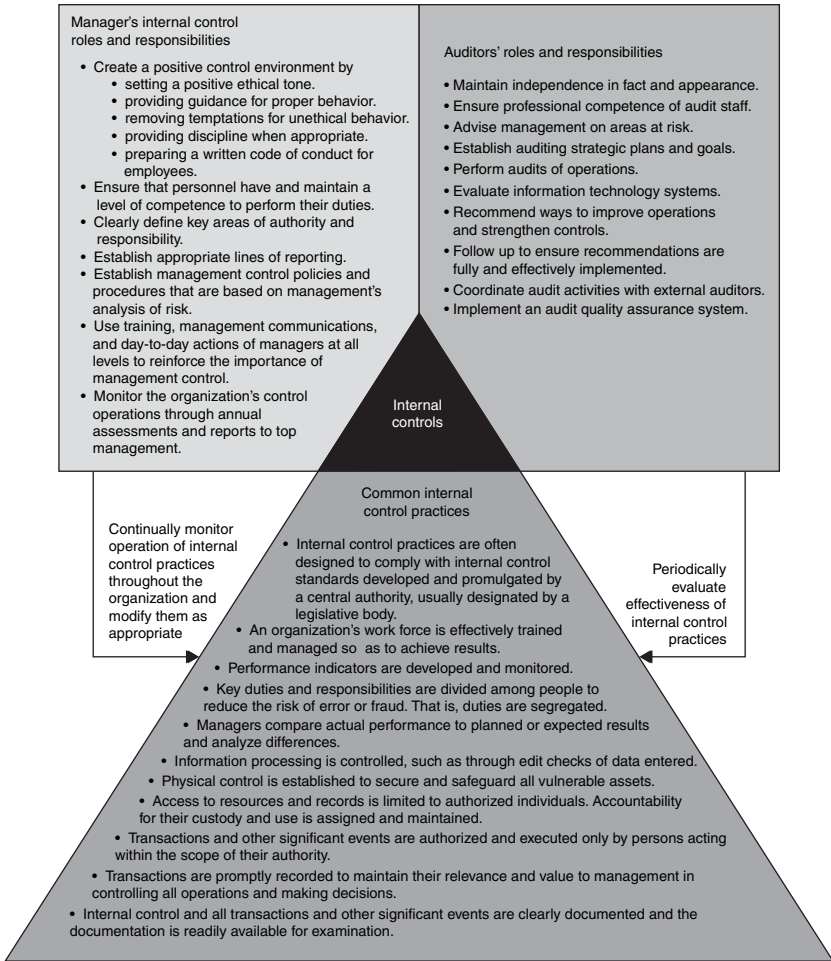 Manager's internal control
roles and responsibilities
• Create a positive control environment by
• setting a positive ethical tone.
• providing guidance for proper behavior.
• removing temptations for unethical behavior.
• providing discipline when appropriate.
• preparing a written code of conduct for
employees.
• Ensure that personnel have and maintain a
level of competence to perform their duties.
• Clearly define key areas of authority and
responsibility.
• Establish appropriate lines of reporting.
• Establish management control policies and
procedures that are based on management's
analysis of risk.
• Use training, management communications,
and day-to-day actions of managers at all
levels to reinforce the importance of
management control.
• Monitor the organization's control
operations through annual
assessments and reports to top
management.
Auditors' roles and responsibilities
• Maintain independence in fact and appearance.
• Ensure professional competence of audit staff.
• Advise management on areas at risk.
• Establish auditing strategic plans and goals.
• Perform audits of operations.
• Evaluate information technology systems.
• Recommend ways to improve operations
and strengthen controls.
• Follow up to ensure recommendations are
fully and effectively implemented.
• Coordinate audit activities with external auditors.
• Implement an audit quality assurance system.
Internal
controls
Continually monitor
operation of internal
control practices
throughout the
organization and
modify them as
appropriate
Common internal
control practices
• Internal control practices are often
designed to comply with internal control
standards developed and promulgated by
a central authority, usually designated by a
legislative body.
• An organization's work force is effectively trained
and managed so as to achieve results.
• Performance indicators are developed and monitored.
• Key duties and responsibilities are divided among people to
reduce the risk of error or fraud. That is, duties are segregated.
• Managers compare actual performance to planned or expected results
and analyze differences.
• Information processing is controlled, such as through edit checks of data entered.
• Physical control is established to secure and safeguard all vulnerable assets.
• Access to resources and records is limited to authorized individuals. Accountability
for their custody and use is assigned and maintained.
• Transactions and other significant events are authorized and executed only by persons acting
within the scope of their authority.
• Transactions are promptly recorded to maintain their relevance and value to management in
controlling all operations and making decisions.
• Internal control and all transactions and other significant events are clearly documented and the
documentation is readily available for examination.
Periodically
evaluate
effectiveness of
internal control
practices